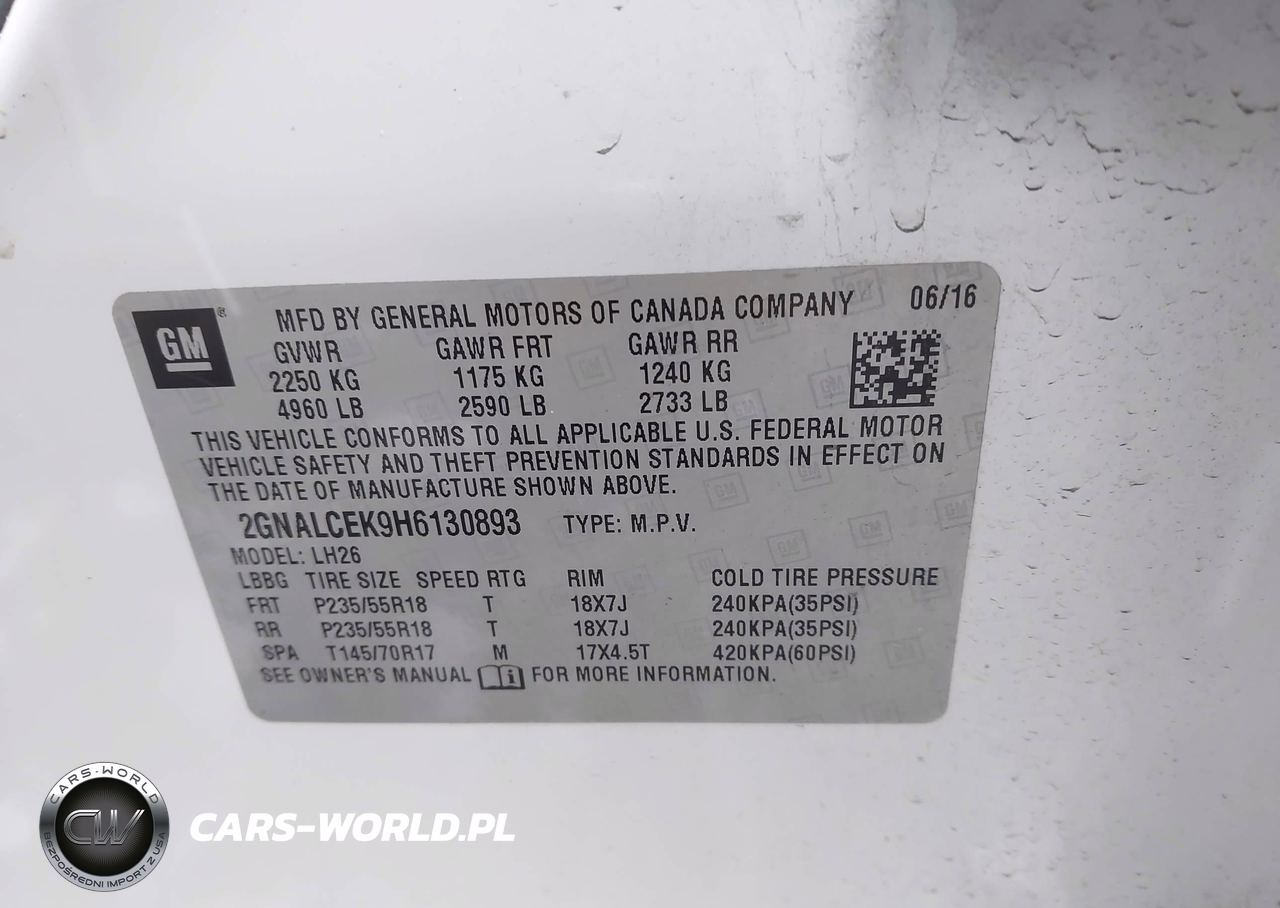 GM®
MFD BY GENERAL MOTORS OF CANADA COMPANY 06/16
GVWR GAWR FRT GAWR RR
2250 KG 1175 KG 1240 KG
4960 LB 2590 LB 2733 LB
THIS VEHICLE CONFORMS TO ALL APPLICABLE U.S. FEDERAL MOTOR
VEHICLE SAFETY AND THEFT PREVENTION STANDARDS IN EFFECT ON
THE DATE OF MANUFACTURE SHOWN ABOVE.
2GNALCEK9H6130893 TYPE: M.P.V.
MODEL: LH26
LBBG TIRE SIZE SPEED RTG RIM COLD TIRE PRESSURE
FRT P235/55R18 T 18X7J 240KPA(35PSI)
RR P235/55R18 T 18X7J 240KPA(35PSI)
SPA T145/70R17 M 17X4.5T 420KPA(60PSI)
SEE OWNER'S MANUAL i FOR MORE INFORMATION.
CARS-WORLD
CW
BEZPOŚREDNI IMPORT Z USA
CARS-WORLD.PL